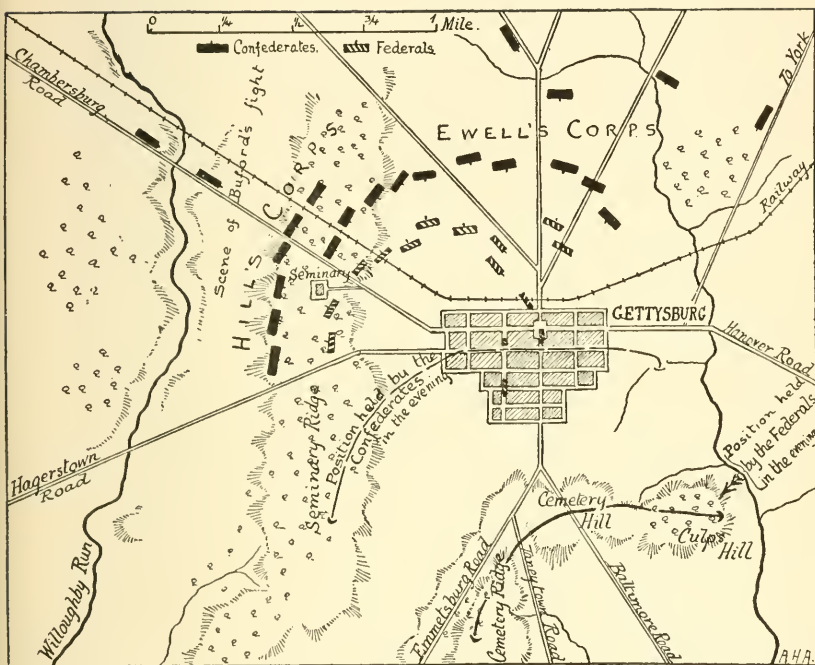 0 ¼ ½ ¾ 1 Mile.
Confederates. Federals.
Chambersburg
Road
Scene of Buford's fight
HILL'S CORPS
EWELL'S CORPS
To York
Railway
Seminary
GETTYSBURG
Hanover Road
Hagerstown
Road
Seminary Ridge
Position held by the
Confederates
in the evening
Position held
by the Federals
in the evening
Cemetery
Hill
Culps
Hill
Willoughby Run
Emmetsburg Road
Cemetery Ridge
Taneytown Road
Baltimore Road
A.H.A.